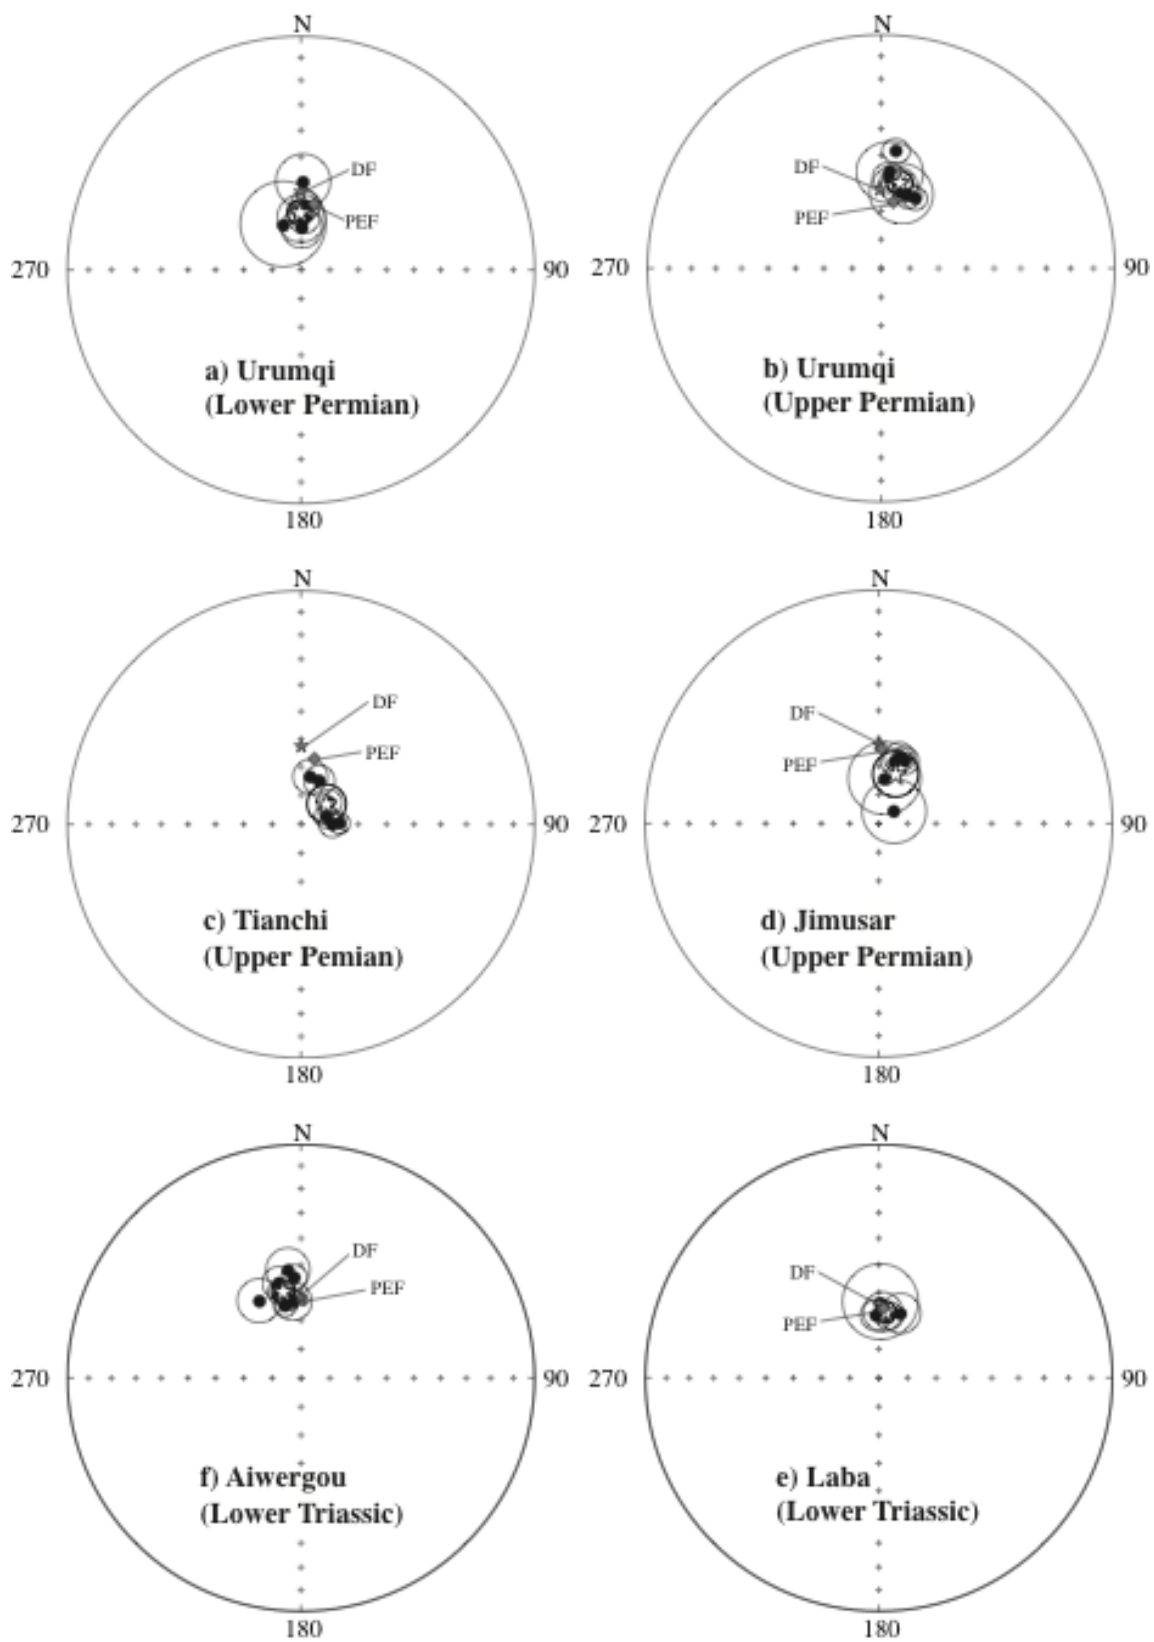 N
DF
PEF
270
90
a) Urumqi
(Lower Permian)
180
N
DF
PEF
270
90
b) Urumqi
(Upper Permian)
180
N
DF
PEF
270
90
c) Tianchi
(Upper Pemian)
180
N
DF
PEF
270
90
d) Jimusar
(Upper Permian)
180
N
DF
PEF
270
90
f) Aiwergou
(Lower Triassic)
180
N
DF
PEF
270
90
e) Laba
(Lower Triassic)
180